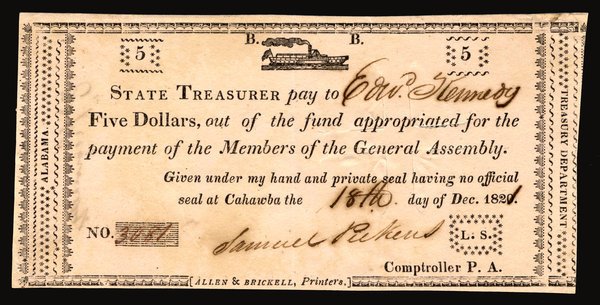 B. B.
5 5
STATE TREASURER pay to Edwd Kennedy
Five Dollars, out of the fund appropriated for the
payment of the Members of the General Assembly.
Given under my hand and private seal having no official
seal at Cahawba the 18th day of Dec. 1821.
NO. Samuel Pickens L. S.
Comptroller P. A.
[ALLEN & BRICKELL, Printers.]
ALABAMA.
TREASURY DEPARTMENT